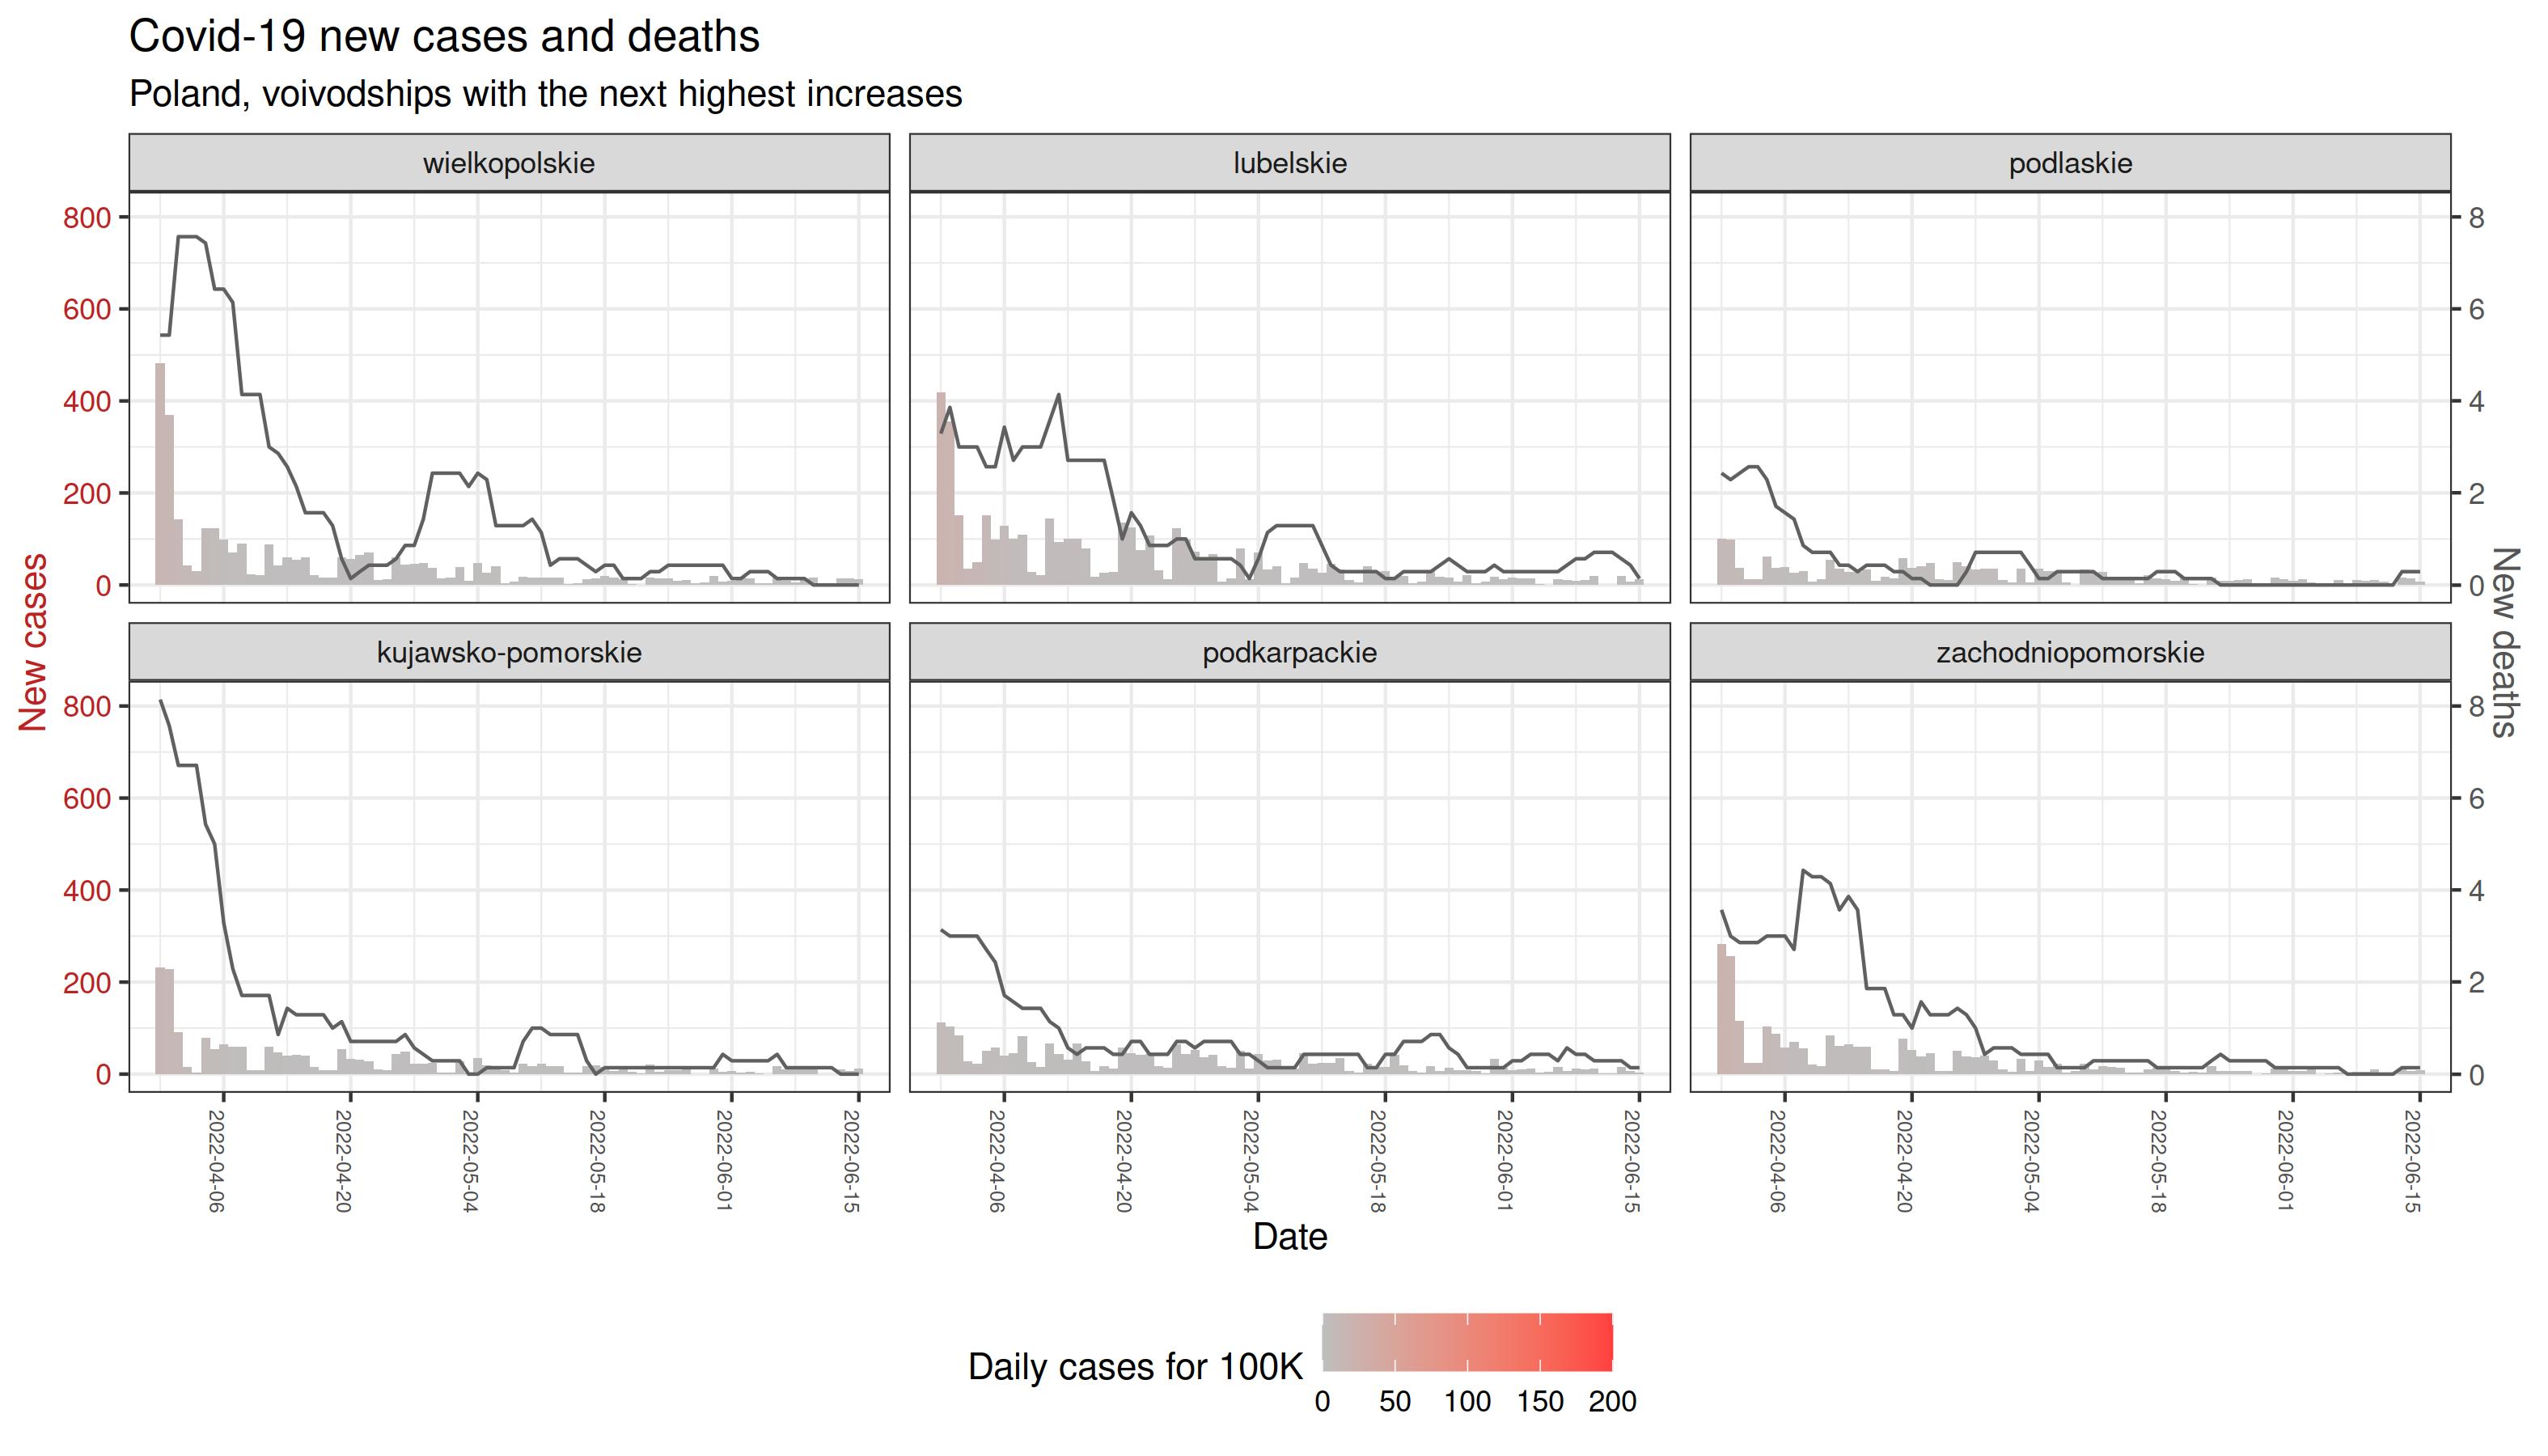 Covid-19 new cases and deaths
Poland, voivodships with the next highest increases
wielkopolskie
lubelskie
podlaskie
800
600
400
200
0
8
6
4
2
0
New cases
New deaths
kujawsko-pomorskie
podkarpackie
zachodniopomorskie
800
600
400
200
0
8
6
4
2
0
2022-04-06
2022-04-20
2022-05-04
2022-05-18
2022-06-01
2022-06-15
2022-04-06
2022-04-20
2022-05-04
2022-05-18
2022-06-01
2022-06-15
2022-04-06
2022-04-20
2022-05-04
2022-05-18
2022-06-01
2022-06-15
Date
Daily cases for 100K
0 50 100 150 200